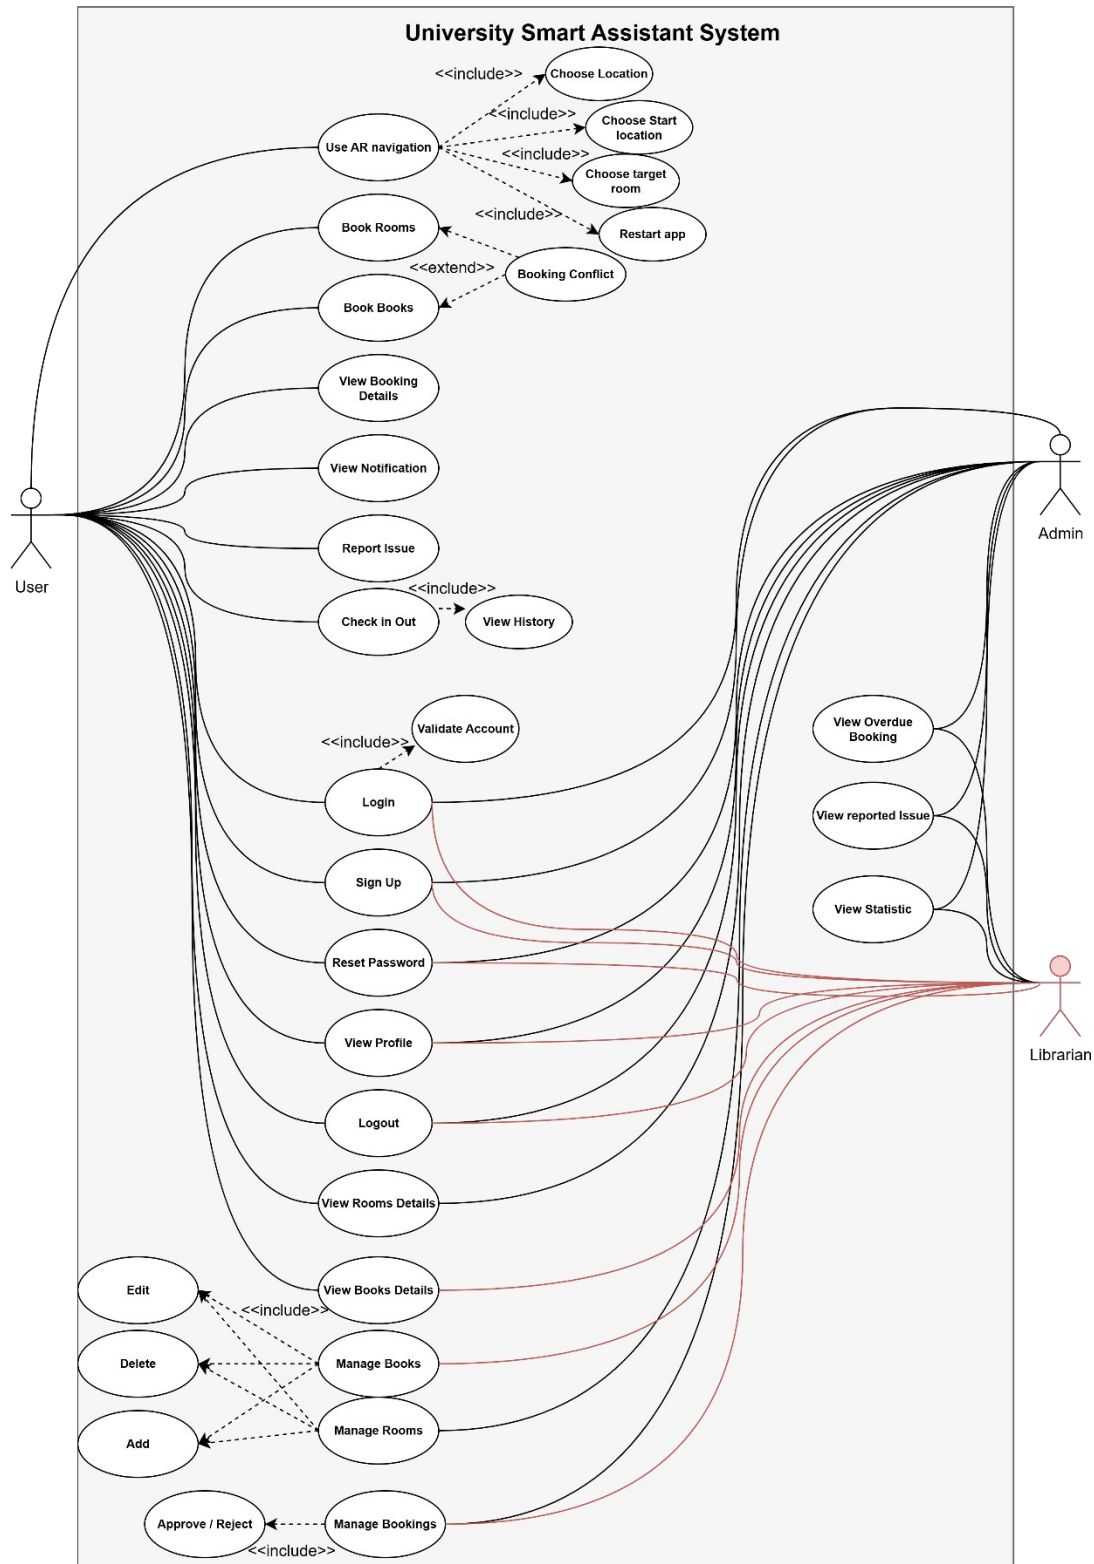 University Smart Assistant System
<<include>>
Choose Location
<<include>>
Choose Start
location
Use AR navigation
<<include>>
Choose target
room
<<include>>
Restart app
Book Rooms
<<extend>>
Booking Conflict
Book Books
View Booking
Details
View Notification
Report Issue
User
Admin
<<include>>
Check in Out
View History
Validate Account
<<include>>
View Overdue
Booking
Login
View reported Issue
Sign Up
View Statistic
Reset Password
View Profile
Librarian
Logout
View Rooms Details
Edit
<<include>>
View Books Details
Delete
Manage Books
Add
Manage Rooms
Approve / Reject
<<include>>
Manage Bookings